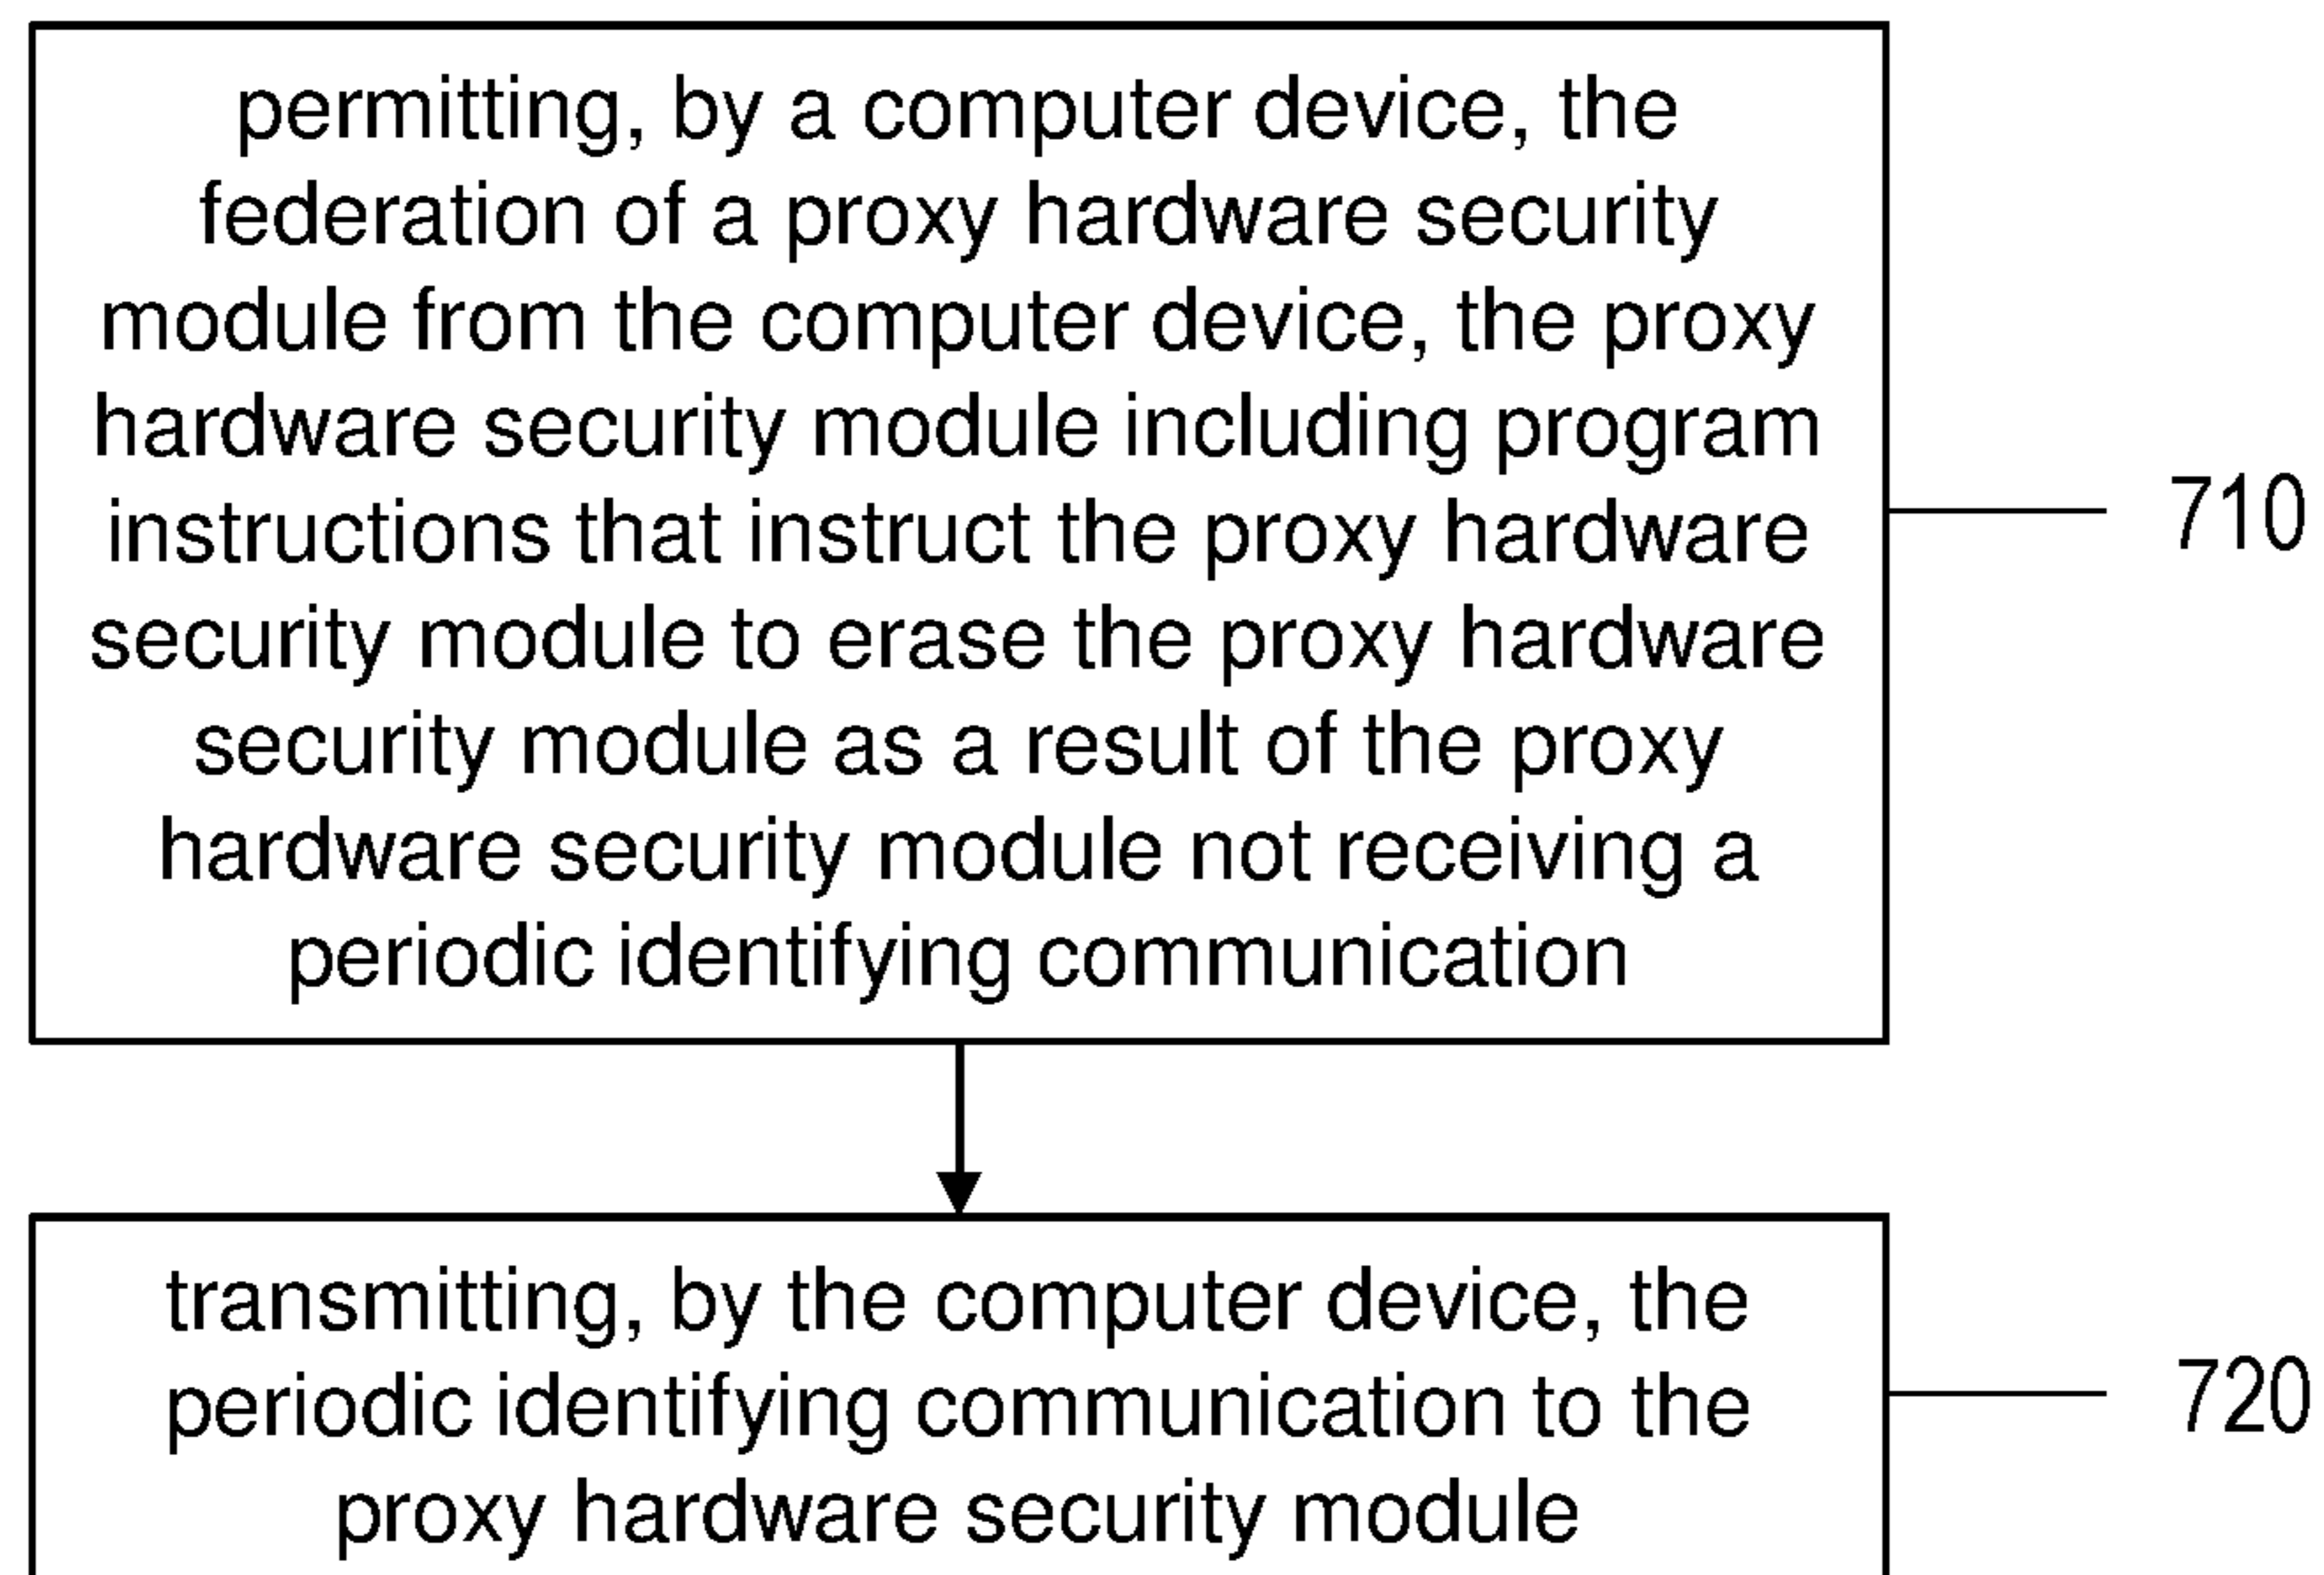 permitting, by a computer device, the
federation of a proxy hardware security
module from the computer device, the proxy
hardware security module including program
instructions that instruct the proxy hardware
security module to erase the proxy hardware
security module as a result of the proxy
hardware security module not receiving a
periodic identifying communication
710
transmitting, by the computer device, the
periodic identifying communication to the
proxy hardware security module
720